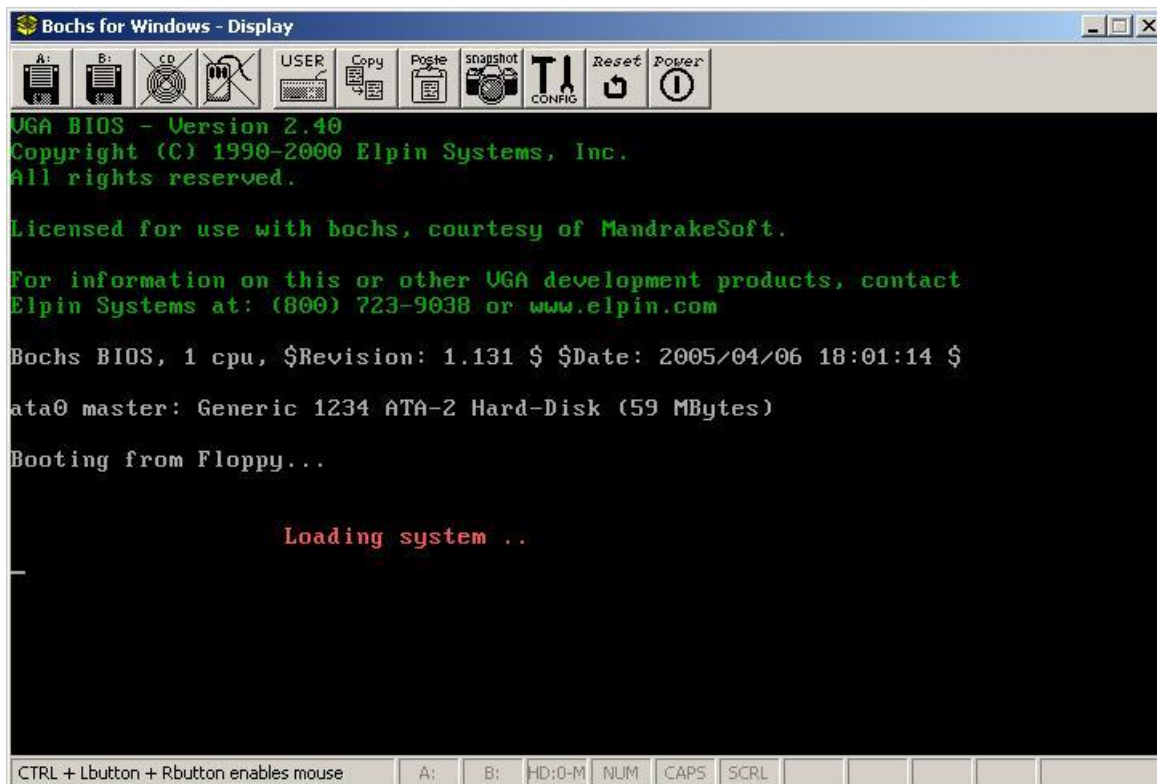 Bochs for Windows - Display
A: B: CD USER Copy Paste snapshot CONFIG Reset Power
VGA BIOS - Version 2.40
Copyright (C) 1990-2000 Elpin Systems, Inc.
All rights reserved.
Licensed for use with bochs, courtesy of MandrakeSoft.
For information on this or other VGA development products, contact
Elpin Systems at: (800) 723-9038 or www.elpin.com
Bochs BIOS, 1 cpu, $Revision: 1.131 $ $Date: 2005/04/06 18:01:14 $
ata0 master: Generic 1234 ATA-2 Hard-Disk (59 MBytes)
Booting from Floppy...
Loading system ..
CTRL + Lbutton + Rbutton enables mouse A: B: HD:0-M NUM CAPS SCRL